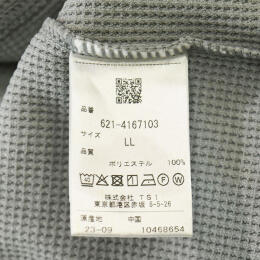 品番
621-4167103
サイズ
LL
品質
ポリエステル 100%
株式会社 TSI
東京都港区赤坂 8-5-26
原産地 中国
23-09 10468654